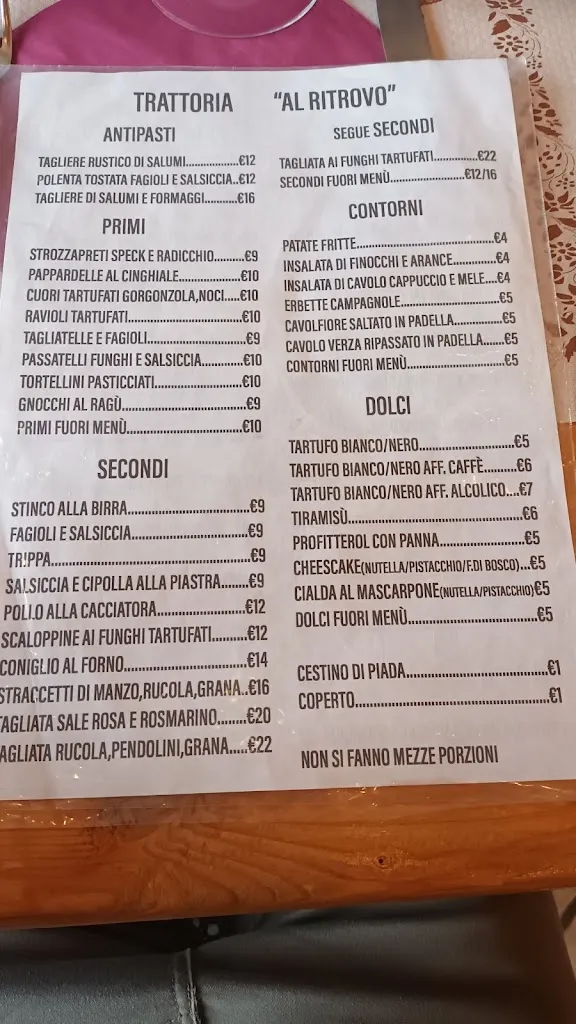 TRATTORIA "AL RITROVO"
ANTIPASTI
TAGLIERE RUSTICO DI SALUMI.................€12
POLENTA TOSTATA FAGIOLI E SALSICCIA..€12
TAGLIERE DI SALUMI E FORMAGGI..........€16
PRIMI
STROZZAPRETI SPECK E RADICCHIO.........€9
PAPPARDELLE AL CINGHIALE...................€10
CUORI TARTUFATI GORGONZOLA,NOCI.....€10
RAVIOLI TARTUFATI..............................€10
TAGLIATELLE E FAGIOLI..........................€9
PASSATELLI FUNGHI E SALSICCIA............€10
TORTELLINI PASTICCIATI........................€10
GNOCCHI AL RAGÙ................................€9
PRIMI FUORI MENÙ..............................€10
SECONDI
STINCO ALLA BIRRA..............................€9
FAGIOLI E SALSICCIA.............................€9
TRIPPA................................................€9
SALSICCIA E CIPOLLA ALLA PIASTRA.......€9
POLLO ALLA CACCIATORA.....................€12
SCALOPPINE AI FUNGHI TARTUFATI........€12
CONIGLIO AL FORNO............................€14
STRACCETTI DI MANZO,RUCOLA,GRANA..€16
TAGLIATA SALE ROSA E ROSMARINO........€20
AGLIATA RUCOLA,PENDOLINI,GRANA.....€22
SEGUE SECONDI
TAGLIATA AI FUNGHI TARTUFATI..............€22
SECONDI FUORI MENÙ........................€12/16
CONTORNI
PATATE FRITTE.......................................€4
INSALATA DI FINOCCHI E ARANCE..............€4
INSALATA DI CAVOLO CAPPUCCIO E MELE....€4
ERBETTE CAMPAGNOLE...........................€5
CAVOLFIORE SALTATO IN PADELLA...............€5
CAVOLO VERZA RIPASSATO IN PADELLA......€5
CONTORNI FUORI MENÙ..........................€5
DOLCI
TARTUFO BIANCO/NERO..........................€5
TARTUFO BIANCO/NERO AFF. CAFFÈ.........€6
TARTUFO BIANCO/NERO AFF. ALCOLICO....€7
TIRAMISÙ.............................................€6
PROFITTEROL CON PANNA......................€5
CHEESCAKE(NUTELLA/PISTACCHIO/F.DI BOSCO)...€5
CIALDA AL MASCARPONE(NUTELLA/PISTACCHIO)€5
DOLCI FUORI MENÙ..................................€5
CESTINO DI PIADA...................................€1
COPERTO................................................€1
NON SI FANNO MEZZE PORZIONI